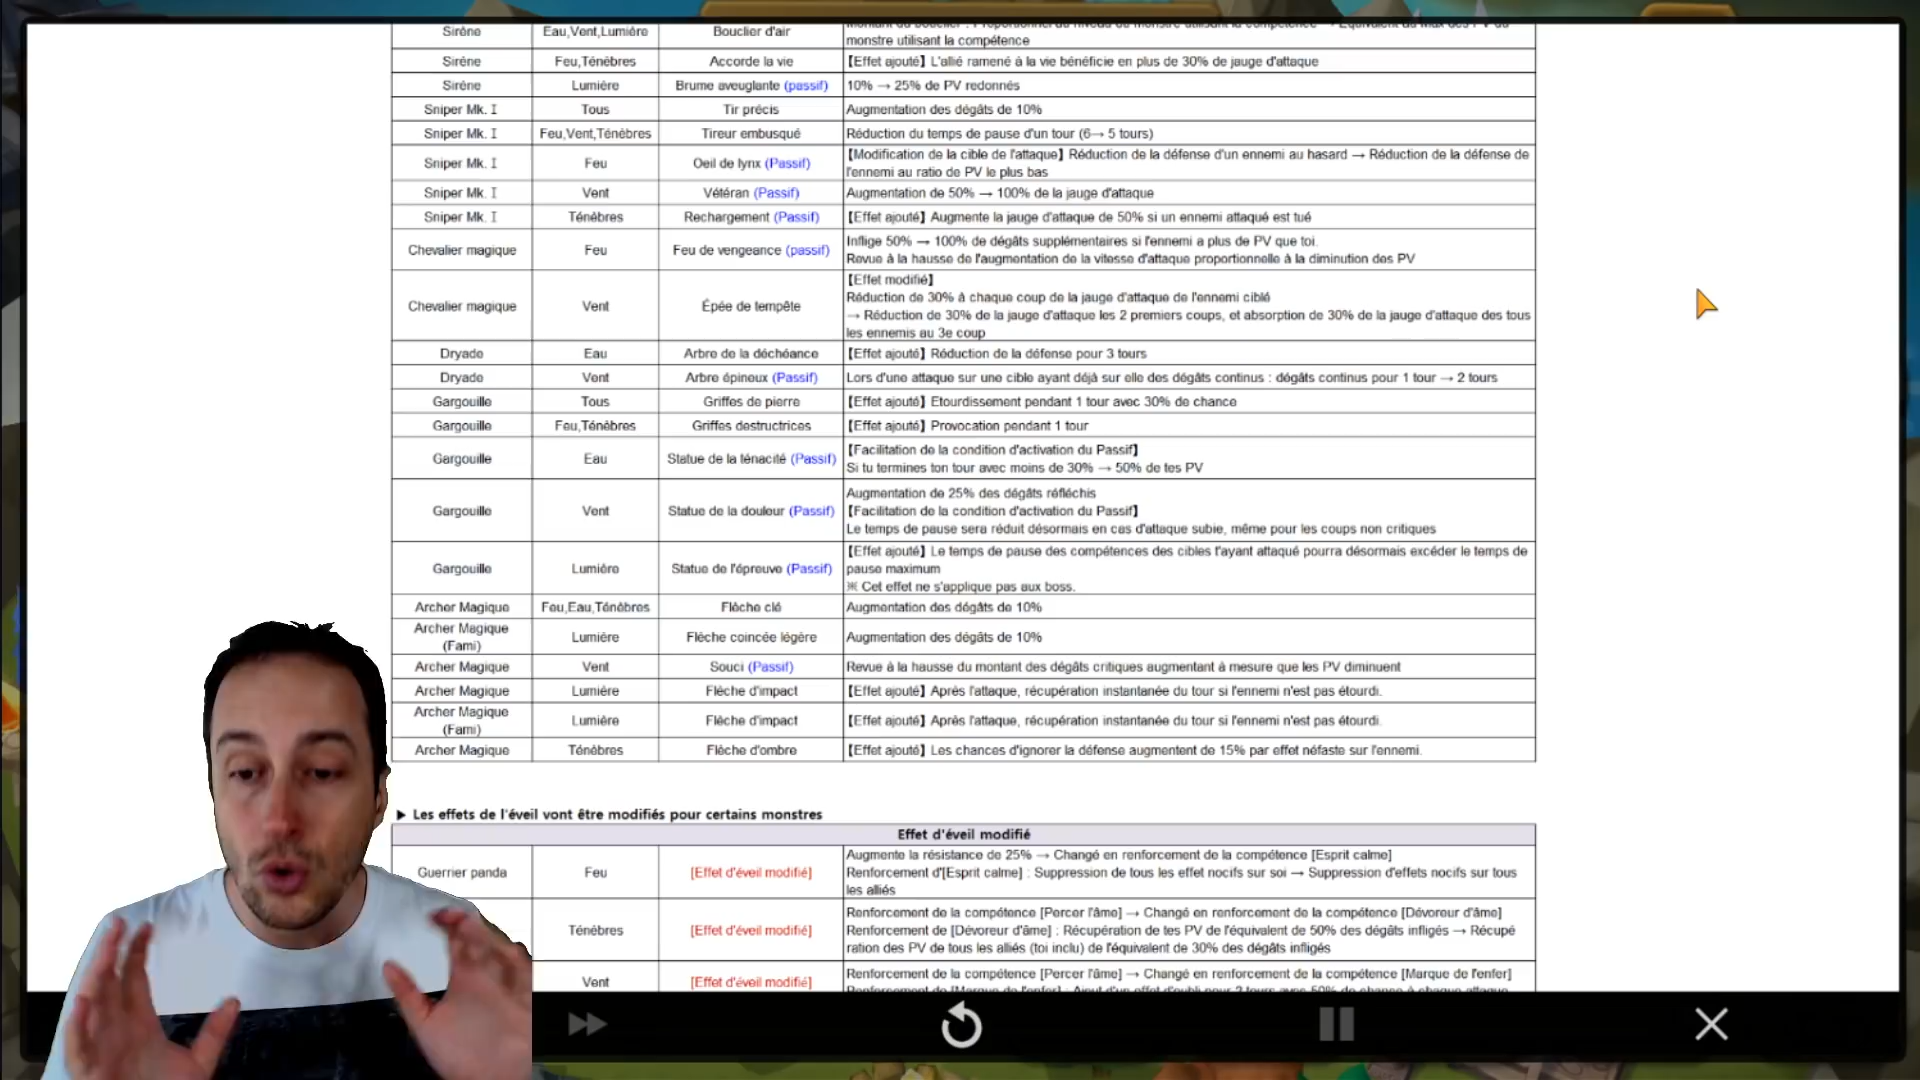 Sirène Eau,Vent,Lumière Bouclier d'air
monstre utilisant la compétence
Sirène Feu,Ténèbres Accorde la vie 【Effet ajouté】 L'allié ramené à la vie bénéficie en plus de 30% de jauge d'attaque
Sirène Lumière Brume aveuglante (passif) 10% → 25% de PV redonnés
Sniper Mk. I Tous Tir précis Augmentation des dégâts de 10%
Sniper Mk. I Feu,Vent,Ténèbres Tireur embusqué Réduction du temps de pause d'un tour (6→ 5 tours)
Sniper Mk. I Feu Oeil de lynx (Passif) 【Modification de la cible de l'attaque】 Réduction de la défense d'un ennemi au hasard → Réduction de la défense de
l'ennemi au ratio de PV le plus bas
Sniper Mk. I Vent Vétéran (Passif) Augmentation de 50% → 100% de la jauge d'attaque
Sniper Mk. I Ténèbres Rechargement (Passif) 【Effet ajouté】 Augmente la jauge d'attaque de 50% si un ennemi attaqué est tué
Chevalier magique Feu Feu de vengeance (passif) Inflige 50% → 100% de dégâts supplémentaires si l'ennemi a plus de PV que toi.
Revue à la hausse de l'augmentation de la vitesse d'attaque proportionnelle à la diminution des PV
Chevalier magique Vent Épée de tempête 【Effet modifié】
Réduction de 30% à chaque coup de la jauge d'attaque de l'ennemi ciblé
→ Réduction de 30% de la jauge d'attaque les 2 premiers coups, et absorption de 30% de la jauge d'attaque des tous
les ennemis au 3e coup
Dryade Eau Arbre de la déchéance 【Effet ajouté】 Réduction de la défense pour 3 tours
Dryade Vent Arbre épineux (Passif) Lors d'une attaque sur une cible ayant déjà sur elle des dégâts continus : dégâts continus pour 1 tour → 2 tours
Gargouille Tous Griffes de pierre 【Effet ajouté】 Etourdissement pendant 1 tour avec 30% de chance
Gargouille Feu,Ténèbres Griffes destructrices 【Effet ajouté】 Provocation pendant 1 tour
Gargouille Eau Statue de la ténacité (Passif) 【Facilitation de la condition d'activation du Passif】
Si tu termines ton tour avec moins de 30% → 50% de tes PV
Gargouille Vent Statue de la douleur (Passif) Augmentation de 25% des dégâts réfléchis
【Facilitation de la condition d'activation du Passif】
Le temps de pause sera réduit désormais en cas d'attaque subie, même pour les coups non critiques
Gargouille Lumière Statue de l'épreuve (Passif) 【Effet ajouté】 Le temps de pause des compétences des cibles t'ayant attaqué pourra désormais excéder le temps de
pause maximum
※ Cet effet ne s'applique pas aux boss.
Archer Magique Feu,Eau,Ténèbres Flèche clé Augmentation des dégâts de 10%
Archer Magique
(Fami) Lumière Flèche coincée légère Augmentation des dégâts de 10%
Archer Magique Vent Souci (Passif) Revue à la hausse du montant des dégâts critiques augmentant à mesure que les PV diminuent
Archer Magique Lumière Flèche d'impact 【Effet ajouté】 Après l'attaque, récupération instantanée du tour si l'ennemi n'est pas étourdi.
Archer Magique
(Fami) Lumière Flèche d'impact 【Effet ajouté】 Après l'attaque, récupération instantanée du tour si l'ennemi n'est pas étourdi.
Archer Magique Ténèbres Flèche d'ombre 【Effet ajouté】 Les chances d'ignorer la défense augmentent de 15% par effet néfaste sur l'ennemi.
▶ Les effets de l'éveil vont être modifiés pour certains monstres
Effet d'éveil modifié
Guerrier panda Feu [Effet d'éveil modifié] Augmente la résistance de 25% → Changé en renforcement de la compétence [Esprit calme]
Renforcement d'[Esprit calme] : Suppression de tous les effet nocifs sur soi → Suppression d'effets nocifs sur tous
les alliés
Ténèbres [Effet d'éveil modifié] Renforcement de la compétence [Percer l'âme] → Changé en renforcement de la compétence [Dévoreur d'âme]
Renforcement de [Dévoreur d'âme] : Récupération de tes PV de l'équivalent de 50% des dégâts infligés → Récupé
ration des PV de tous les alliés (toi inclu) de l'équivalent de 30% des dégâts infligés
Vent [Effet d'éveil modifié] Renforcement de la compétence [Percer l'âme] → Changé en renforcement de la compétence [Marque de l'enfer]